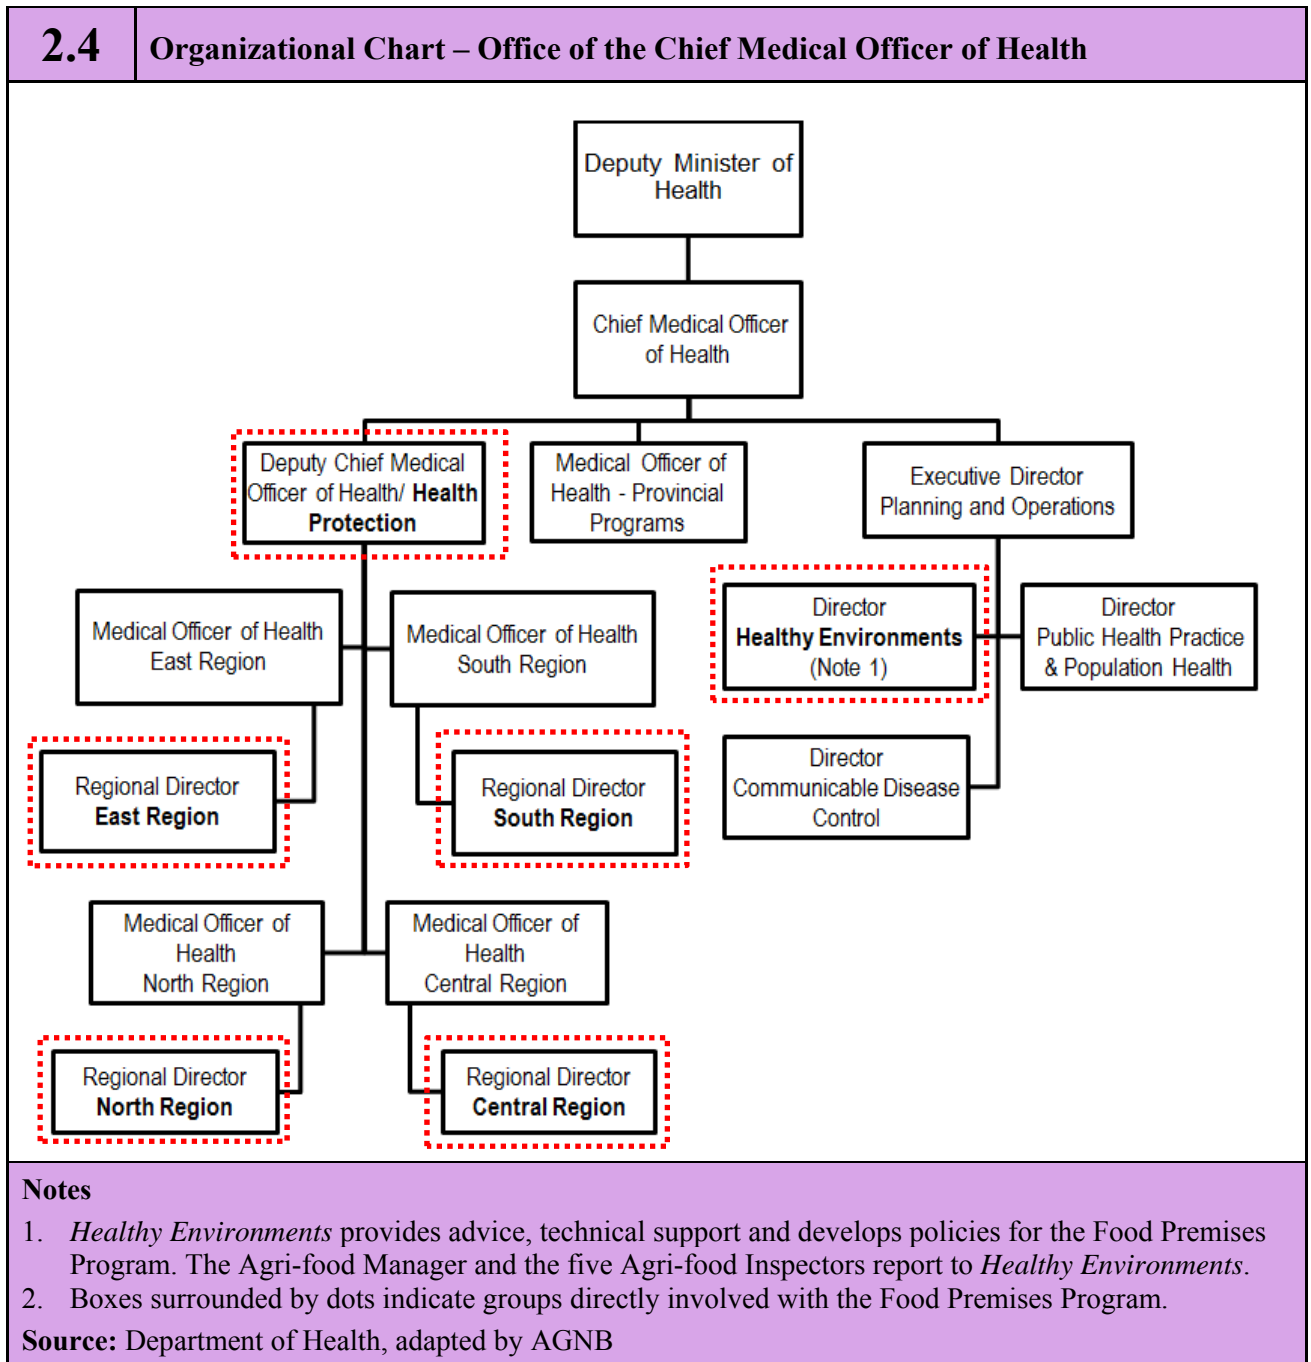 2.4 Organizational Chart – Office of the Chief Medical Officer of Health
Deputy Minister of
Health
Chief Medical Officer
of Health
Deputy Chief Medical
Officer of Health/ Health
Protection
Medical Officer of
Health - Provincial
Programs
Executive Director
Planning and Operations
Medical Officer of Health
East Region
Medical Officer of Health
South Region
Director
Healthy Environments
(Note 1)
Director
Public Health Practice
& Population Health
Regional Director
East Region
Regional Director
South Region
Director
Communicable Disease
Control
Medical Officer of
Health
North Region
Medical Officer of
Health
Central Region
Regional Director
North Region
Regional Director
Central Region
Notes
1. Healthy Environments provides advice, technical support and develops policies for the Food Premises
Program. The Agri-food Manager and the five Agri-food Inspectors report to Healthy Environments.
2. Boxes surrounded by dots indicate groups directly involved with the Food Premises Program.
Source: Department of Health, adapted by AGNB